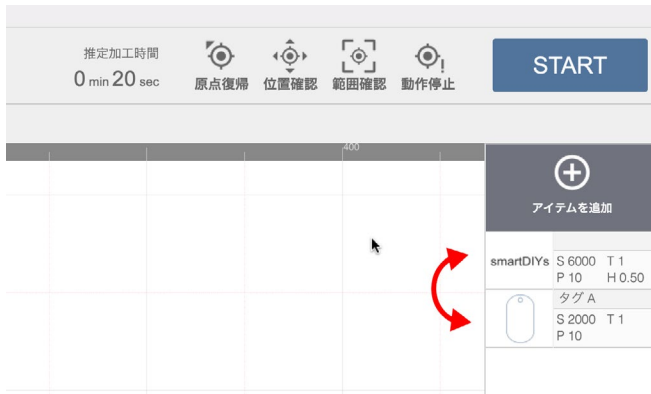 推定加工時間
0 min 20 sec
原点復帰 位置確認 範囲確認 動作停止
START
400
アイテムを追加
smartDIYs S 6000 T 1
P 10 H 0.50
タグ A
S 2000 T 1
P 10